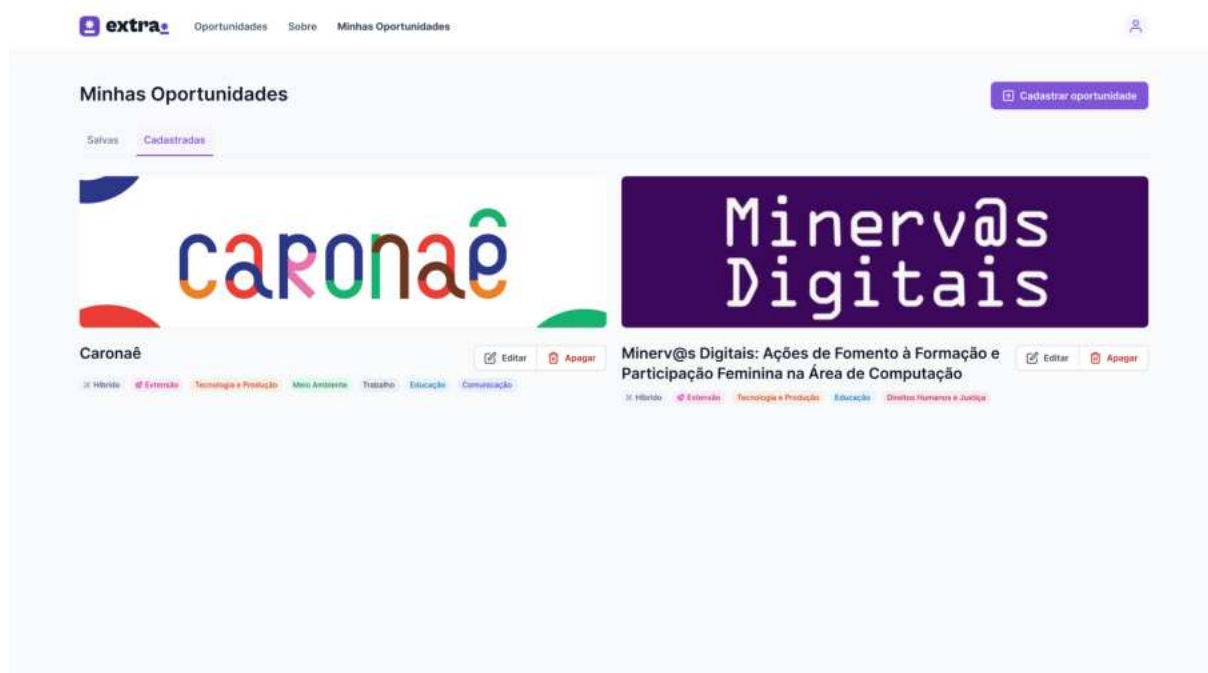 extra
Oportunidades Sobre Minhas Oportunidades
Minhas Oportunidades
Cadastrar oportunidade
Salvas Cadastradas
caronaê
Minerv@s
Digitais
Caronaê
Editar Apagar
Híbrido Extensão Tecnologia e Produção Meio Ambiente Trabalho Educação Comunicação
Minerv@s Digitais: Ações de Fomento à Formação e
Participação Feminina na Área de Computação
Editar Apagar
Híbrido Extensão Tecnologia e Produção Educação Direitos Humanos e Justiça